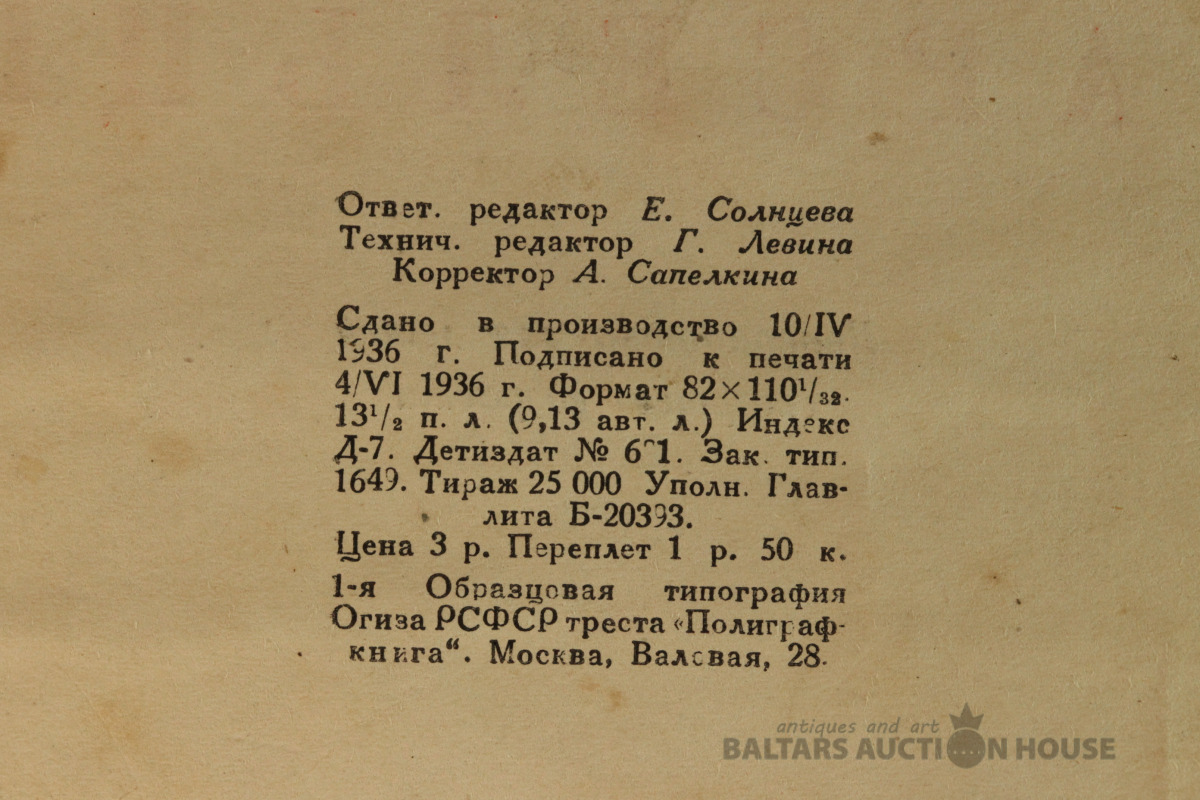 Ответ. редактор Е. Солнцева
Технич. редактор Г. Левина
Корректор А. Сапелкина
Сдано в производство 10/IV
1936 г. Подписано к печати
4/VI 1936 г. Формат 82×110¹/₃₂.
13¹/₂ п. л. (9,13 авт. л.) Индекс
Д-7. Детиздат № Зак. тип.
1649. Тираж 25 000 Уполн. Глав-
лита Б-20393.
Цена 3 р. Переплет 1 р. 50 к.
1-я Образцовая типография
Огиза РСФСР треста «Полиграф-
книга“. Москва, Валовая, 28.
antiques and art
BALTARS AUCTION HOUSE